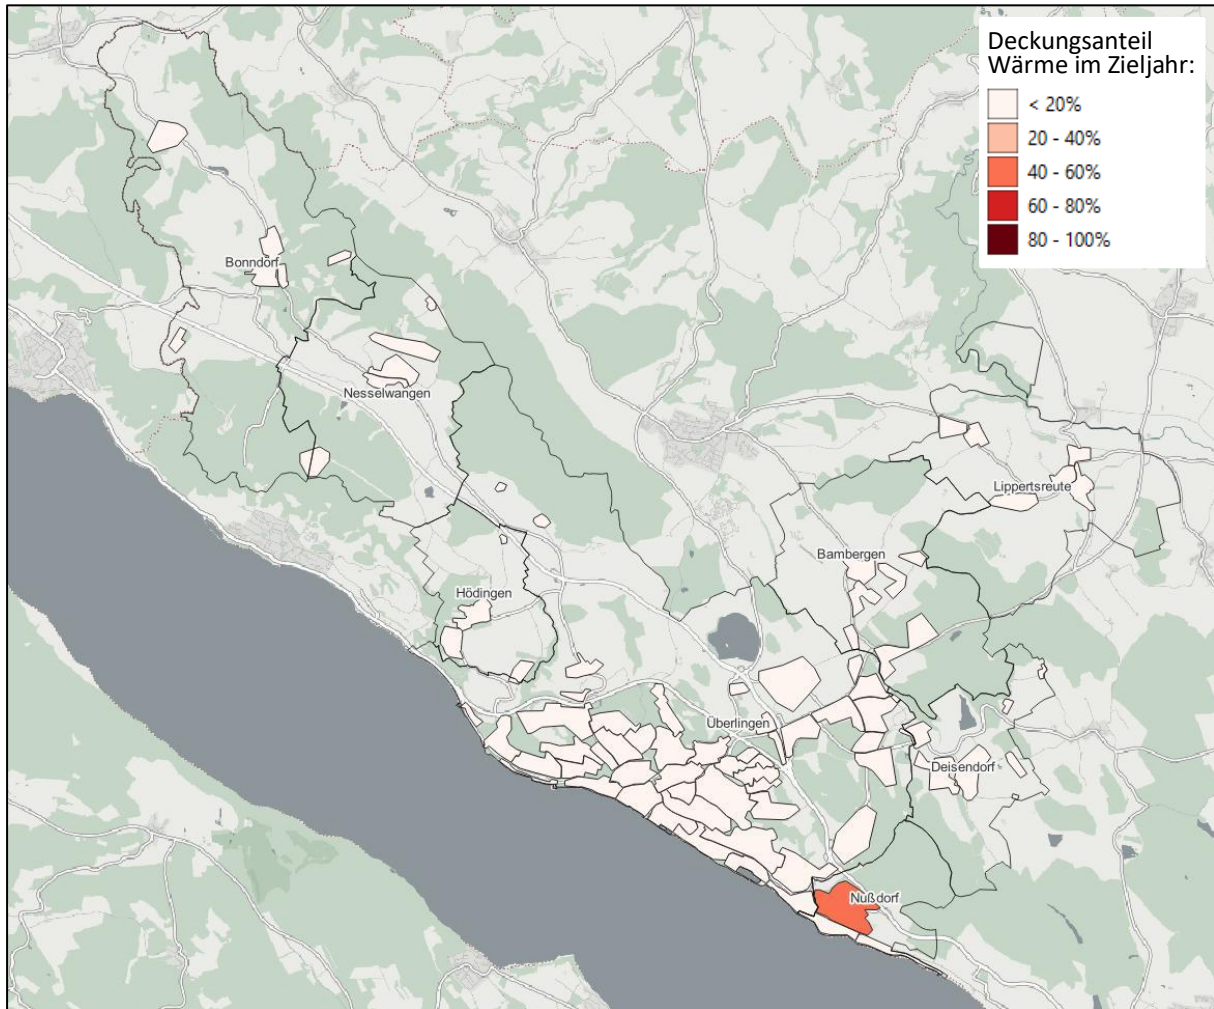 Deckungsanteil
Wärme im Zieljahr:
< 20%
20 - 40%
40 - 60%
60 - 80%
80 - 100%
Bonndorf
Nesselwangen
Lippertsreute
Bambergen
Hödingen
Überlingen
Deisendorf
Nußdorf